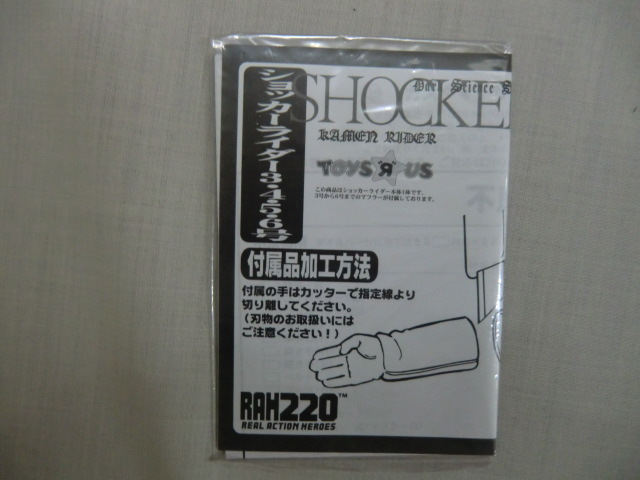 ショッカーライダー3・4・5・6号
Dark Science S
SHOCKE
KAMEN RIDER
TOYS R US
この商品はショッカーライダー本体1体です。
3号から6号までのマフラーが付属しております。
付属品加工方法
付属の手はカッターで指定線より
切り離してください。
(刃物のお取扱いには
ご注意ください!)
RAH220™
REAL ACTION HEROES